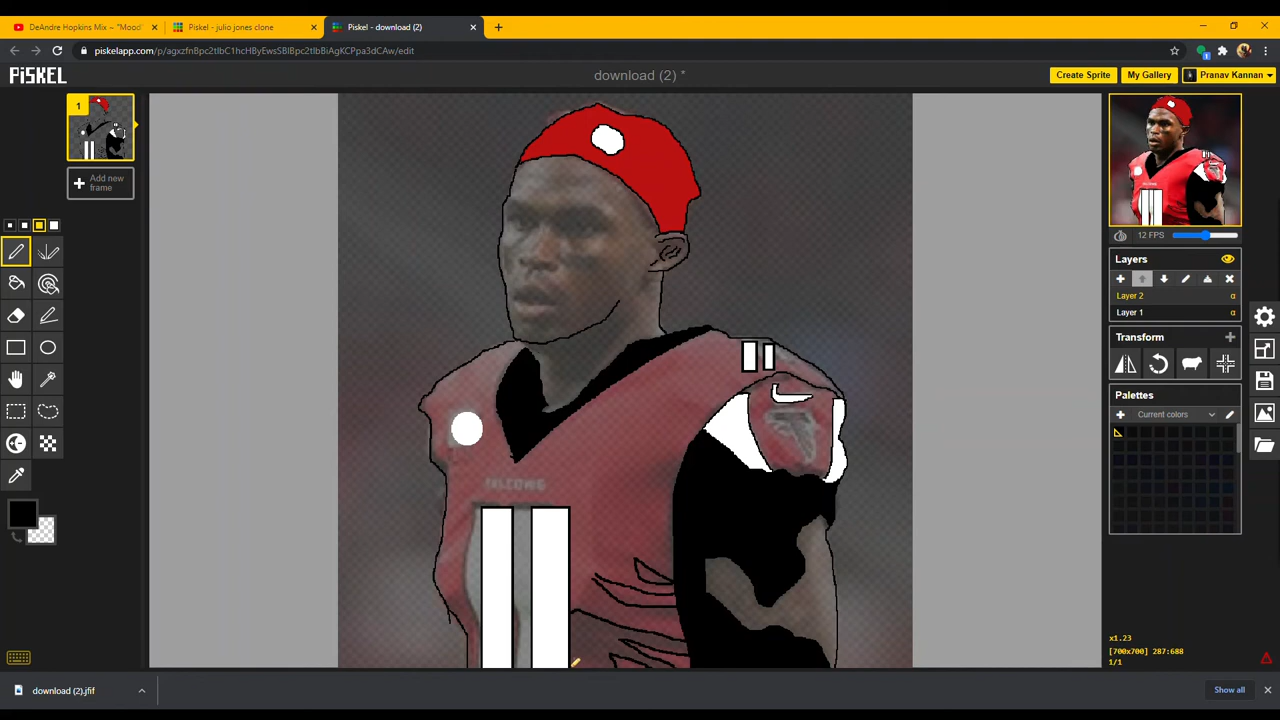 DeAndre Hopkins Mix ~ "Mood"
Piskel - julio jones clone
Piskel - download (2)
piskelapp.com/p/agxzfnBpc2tlbC1hcHByEwsSBlBpc2tlbBiAgKCPpa3dCAw/edit
PiSKEL
download (2) *
Create Sprite
My Gallery
Pranav Kannan
1
Add new
frame
12 FPS
Layers
Layer 2 α
Layer 1 α
Transform
Palettes
Current colors
FALCONS
x1.23
[700x700] 287:688
1/1
download (2).jfif
Show all